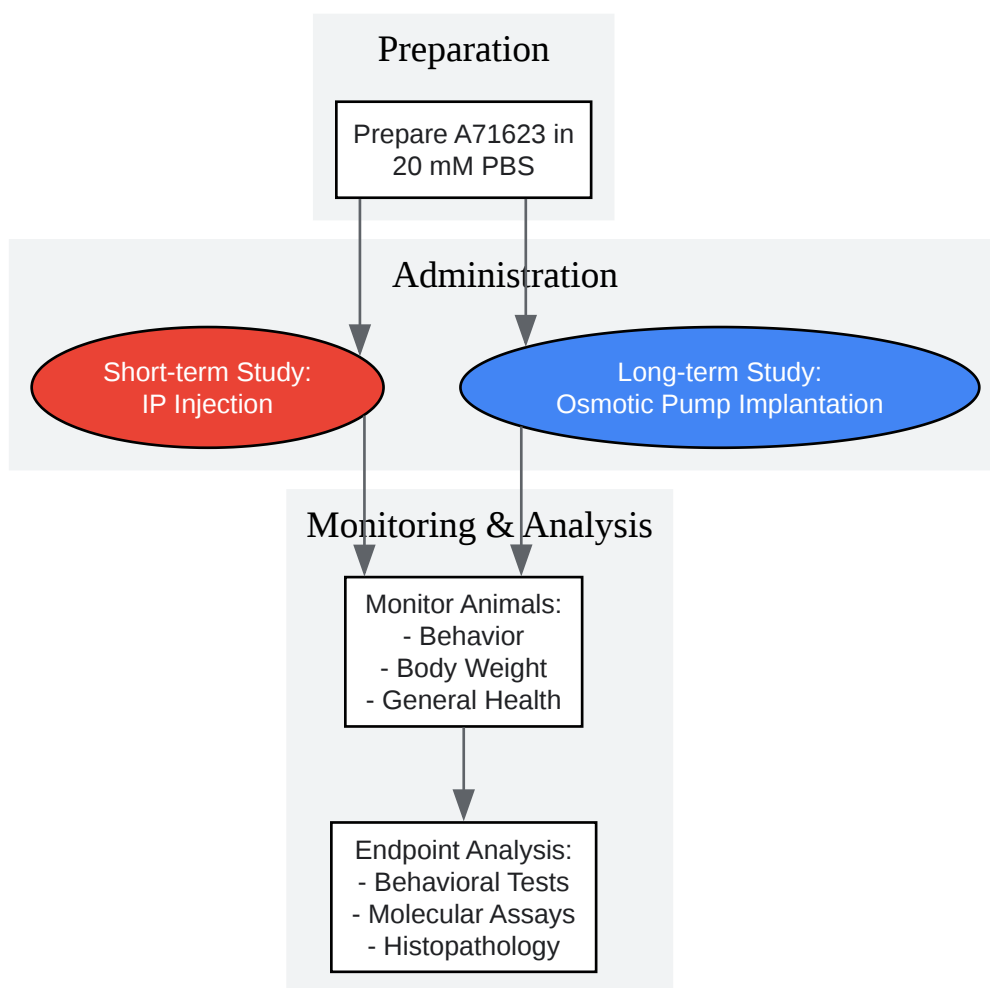 Preparation
Prepare A71623 in
20 mM PBS
Administration
Short-term Study:
IP Injection
Long-term Study:
Osmotic Pump Implantation
Monitoring & Analysis
Monitor Animals:
- Behavior
- Body Weight
- General Health
Endpoint Analysis:
- Behavioral Tests
- Molecular Assays
- Histopathology